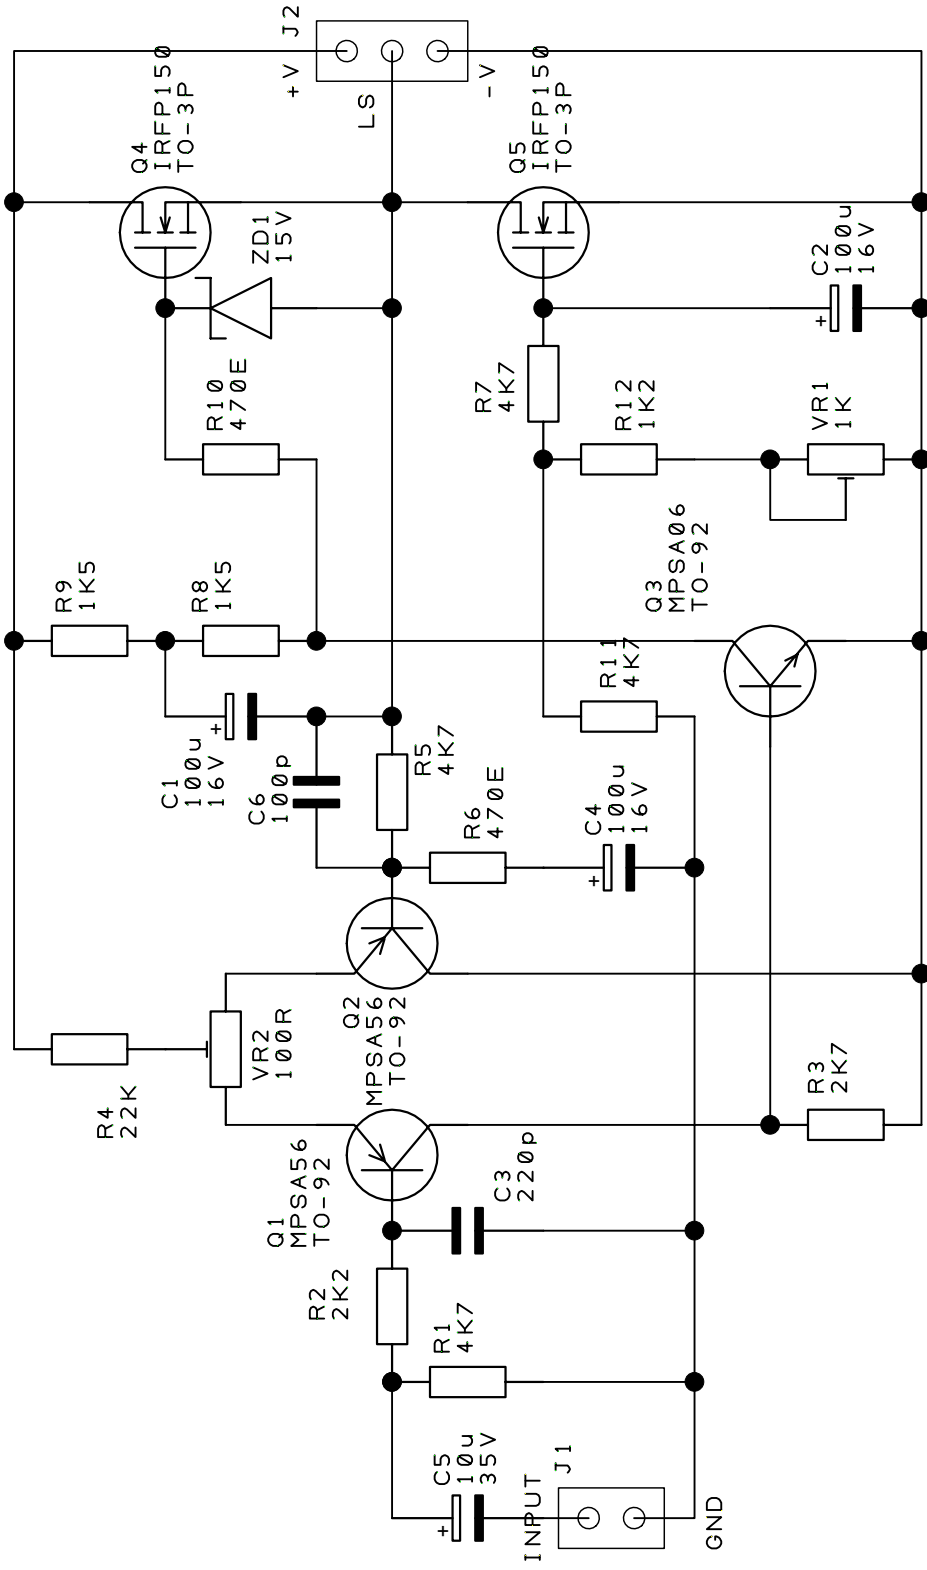 J2
+V
LS
-V
Q4
IRFP150
TO-3P
ZD1
15V
Q5
IRFP150
TO-3P
C2
100u
16V
R10
470E
R7
4K7
R12
1K2
VR1
1K
R9
1K5
R8
1K5
Q3
MPSA06
TO-92
R11
4K7
C1
100u
16V
+
C6
100p
R5
4K7
R6
470E
C4
100u
16V
+
+
R4
22K
VR2
100R
Q2
MPSA56
TO-92
R3
2K7
Q1
MPSA56
TO-92
C3
220p
R2
2K2
R1
4K7
C5
10u
35V
+
INPUT
J1
GND